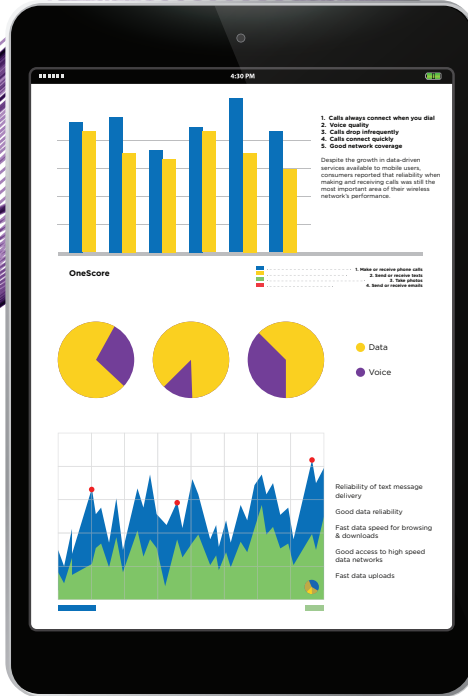 4:30 PM
1. Calls always connect when you dial
2. Voice quality
3. Calls drop infrequently
4. Calls connect quickly
5. Good network coverage
Despite the growth in data-driven
services available to mobile users,
consumers reported that reliability when
making and receiving calls was still the
most important area of their wireless
network's performance.
OneScore
1. Make or receive phone calls
2. Send or receive texts
3. Take photos
4. Send or receive emails
Data
Voice
Reliability of text message
delivery
Good data reliability
Fast data speed for browsing
& downloads
Good access to high speed
data networks
Fast data uploads